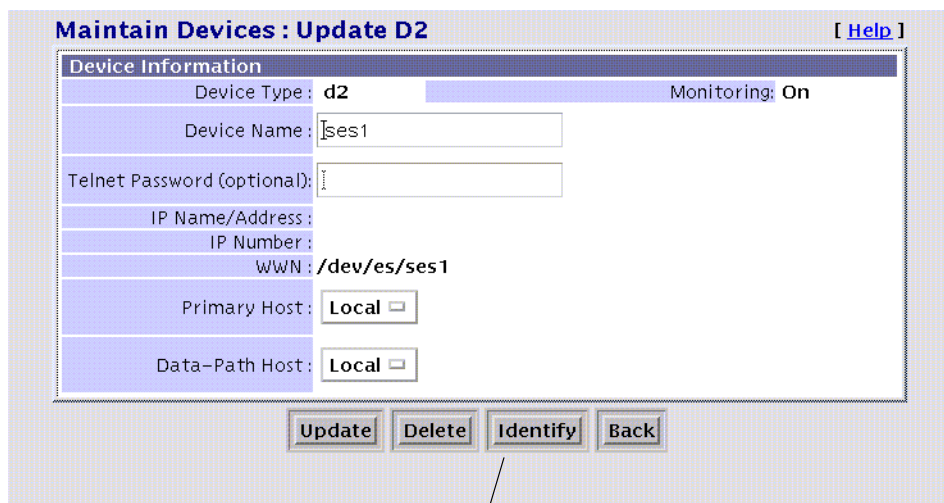 Maintain Devices : Update D2 [ Help ]
Device Information
Device Type : d2 Monitoring: On
Device Name : ses1
Telnet Password (optional):
IP Name/Address :
IP Number :
WWN : /dev/es/ses1
Primary Host : Local
Data-Path Host : Local
Update Delete Identify Back